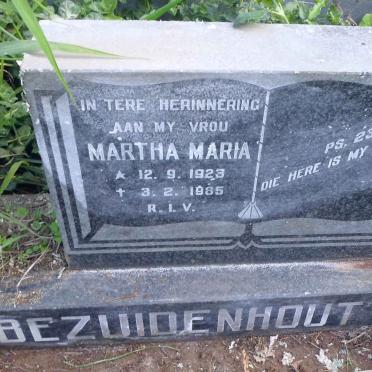 IN TERE HERINNERING
AAN MY VROU
MARTHA MARIA
* 12. 9. 1923
† 3. 2. 1985
R. I. V.
PS. 23
DIE HERE IS MY
BEZUIDENHOUT